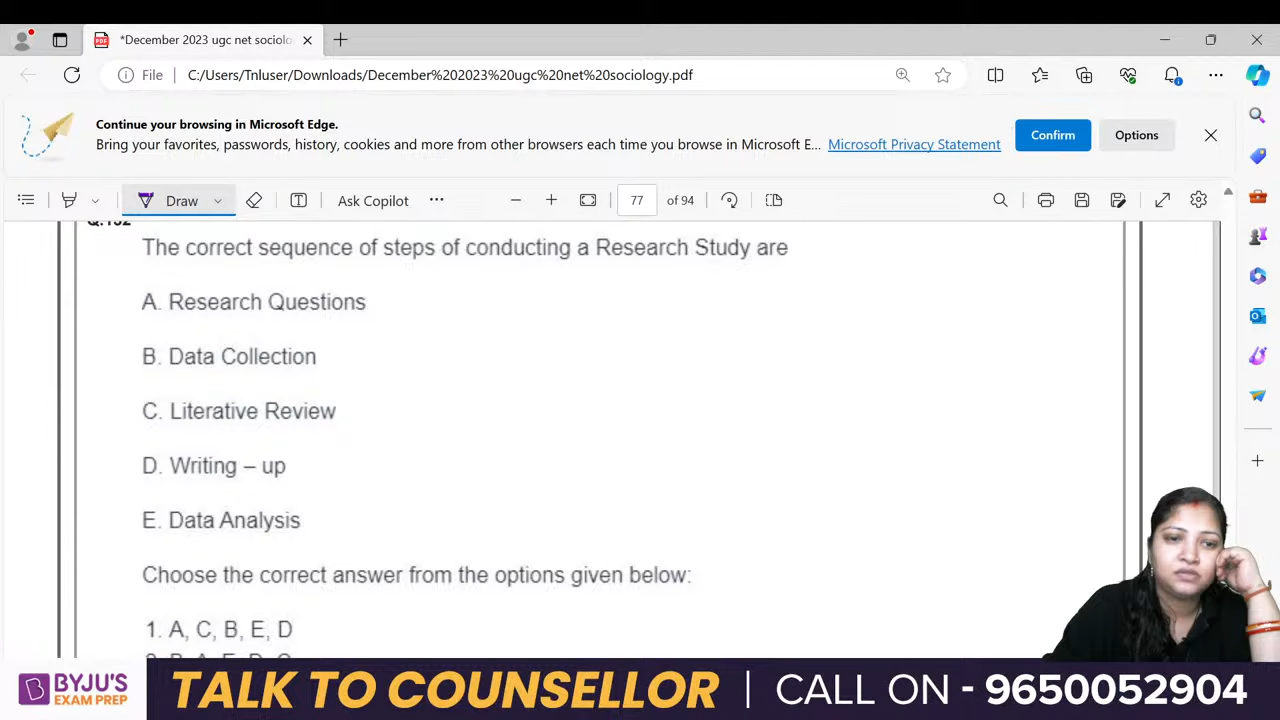 *December 2023 ugc net sociolo
File
C:/Users/Tnluser/Downloads/December%202023%20ugc%20net%20sociology.pdf
Continue your browsing in Microsoft Edge.
Bring your favorites, passwords, history, cookies and more from other browsers each time you browse in Microsoft E...
Microsoft Privacy Statement
Confirm
Options
Draw
Ask Copilot
77
of 94
Q.152
The correct sequence of steps of conducting a Research Study are
A. Research Questions
B. Data Collection
C. Literative Review
D. Writing – up
E. Data Analysis
Choose the correct answer from the options given below:
1. A, C, B, E, D
BYJU'S
EXAM PREP
TALK TO COUNSELLOR
CALL ON - 9650052904